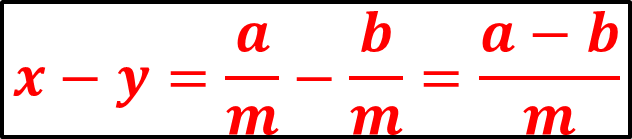 x − y = a/m − b/m = (a − b)/m